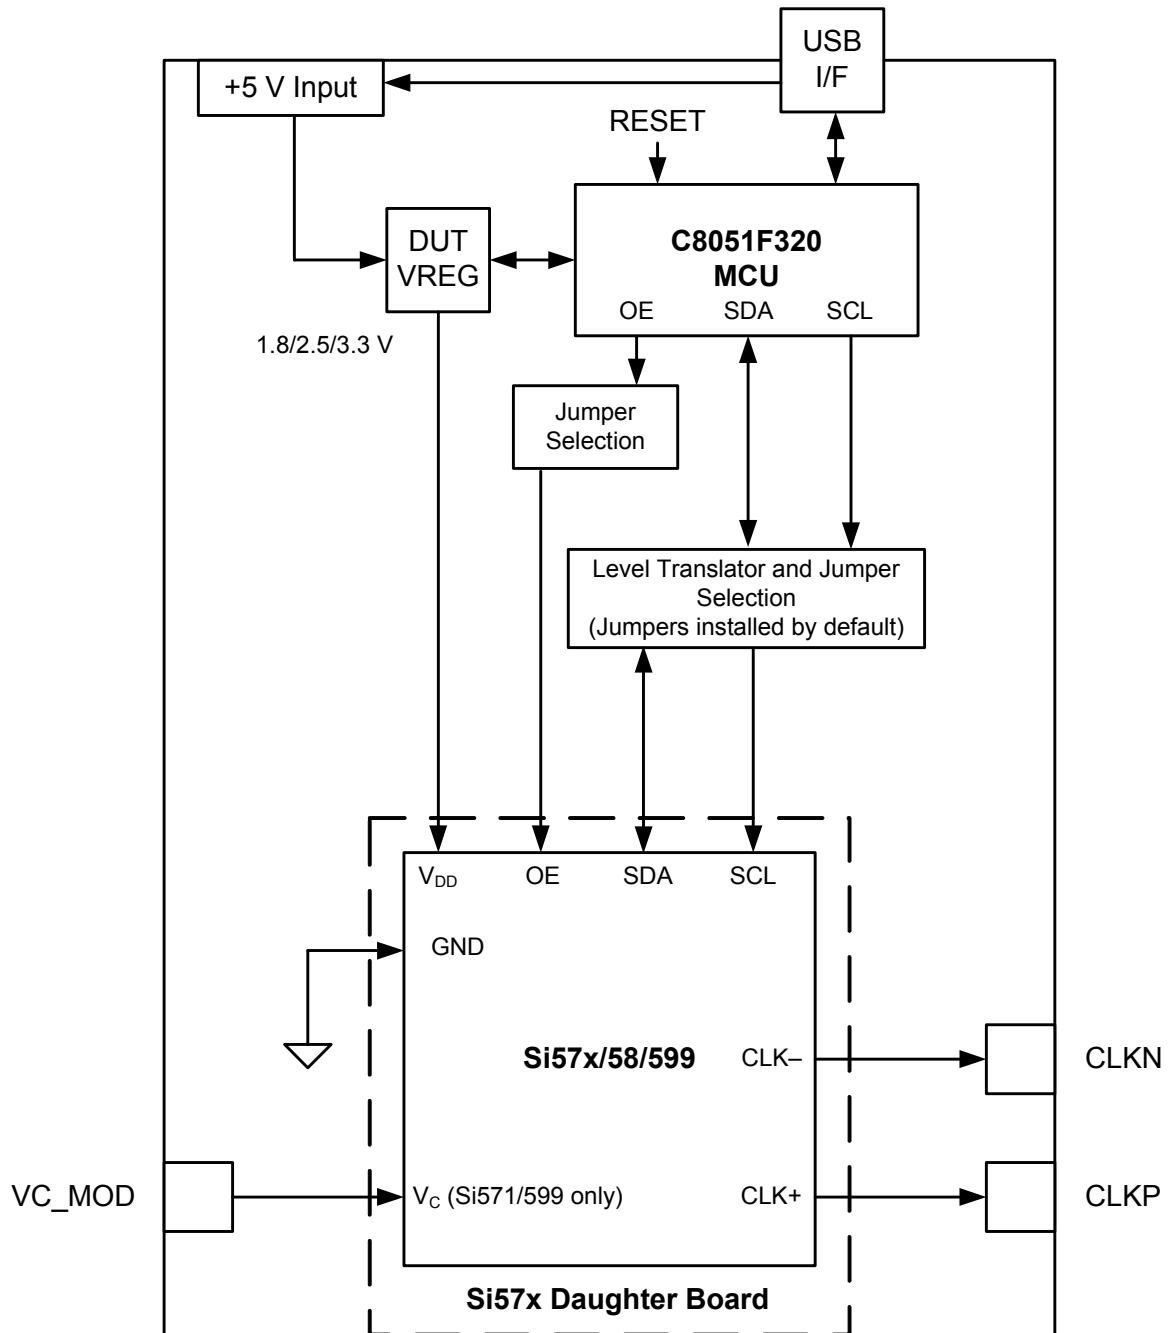 USB
I/F
+5 V Input
RESET
C8051F320
MCU
DUT
VREG
OE SDA SCL
1.8/2.5/3.3 V
Jumper
Selection
Level Translator and Jumper
Selection
(Jumpers installed by default)
VDD OE SDA SCL
GND
Si57x/58/599
CLK–
CLKN
VC_MOD
VC (Si571/599 only)
CLK+
CLKP
Si57x Daughter Board